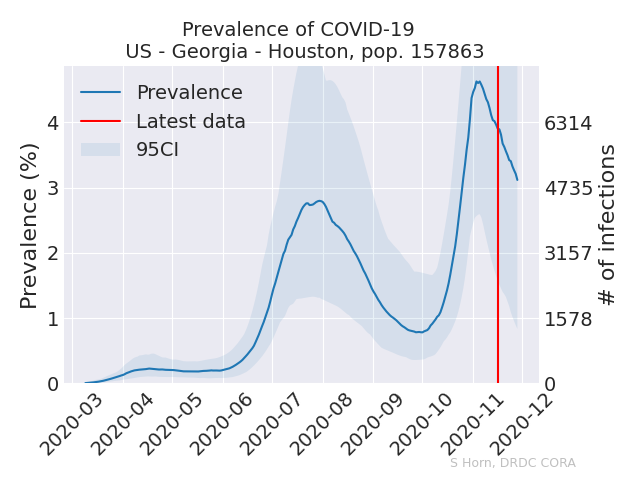 Prevalence of COVID-19
US - Georgia - Houston, pop. 157863
Prevalence
Latest data
95CI
Prevalence (%)
4
3
2
1
0
6314
4735
3157
1578
0
# of infections
2020-03
2020-04
2020-05
2020-06
2020-07
2020-08
2020-09
2020-10
2020-11
2020-12
S Horn, DRDC CORA